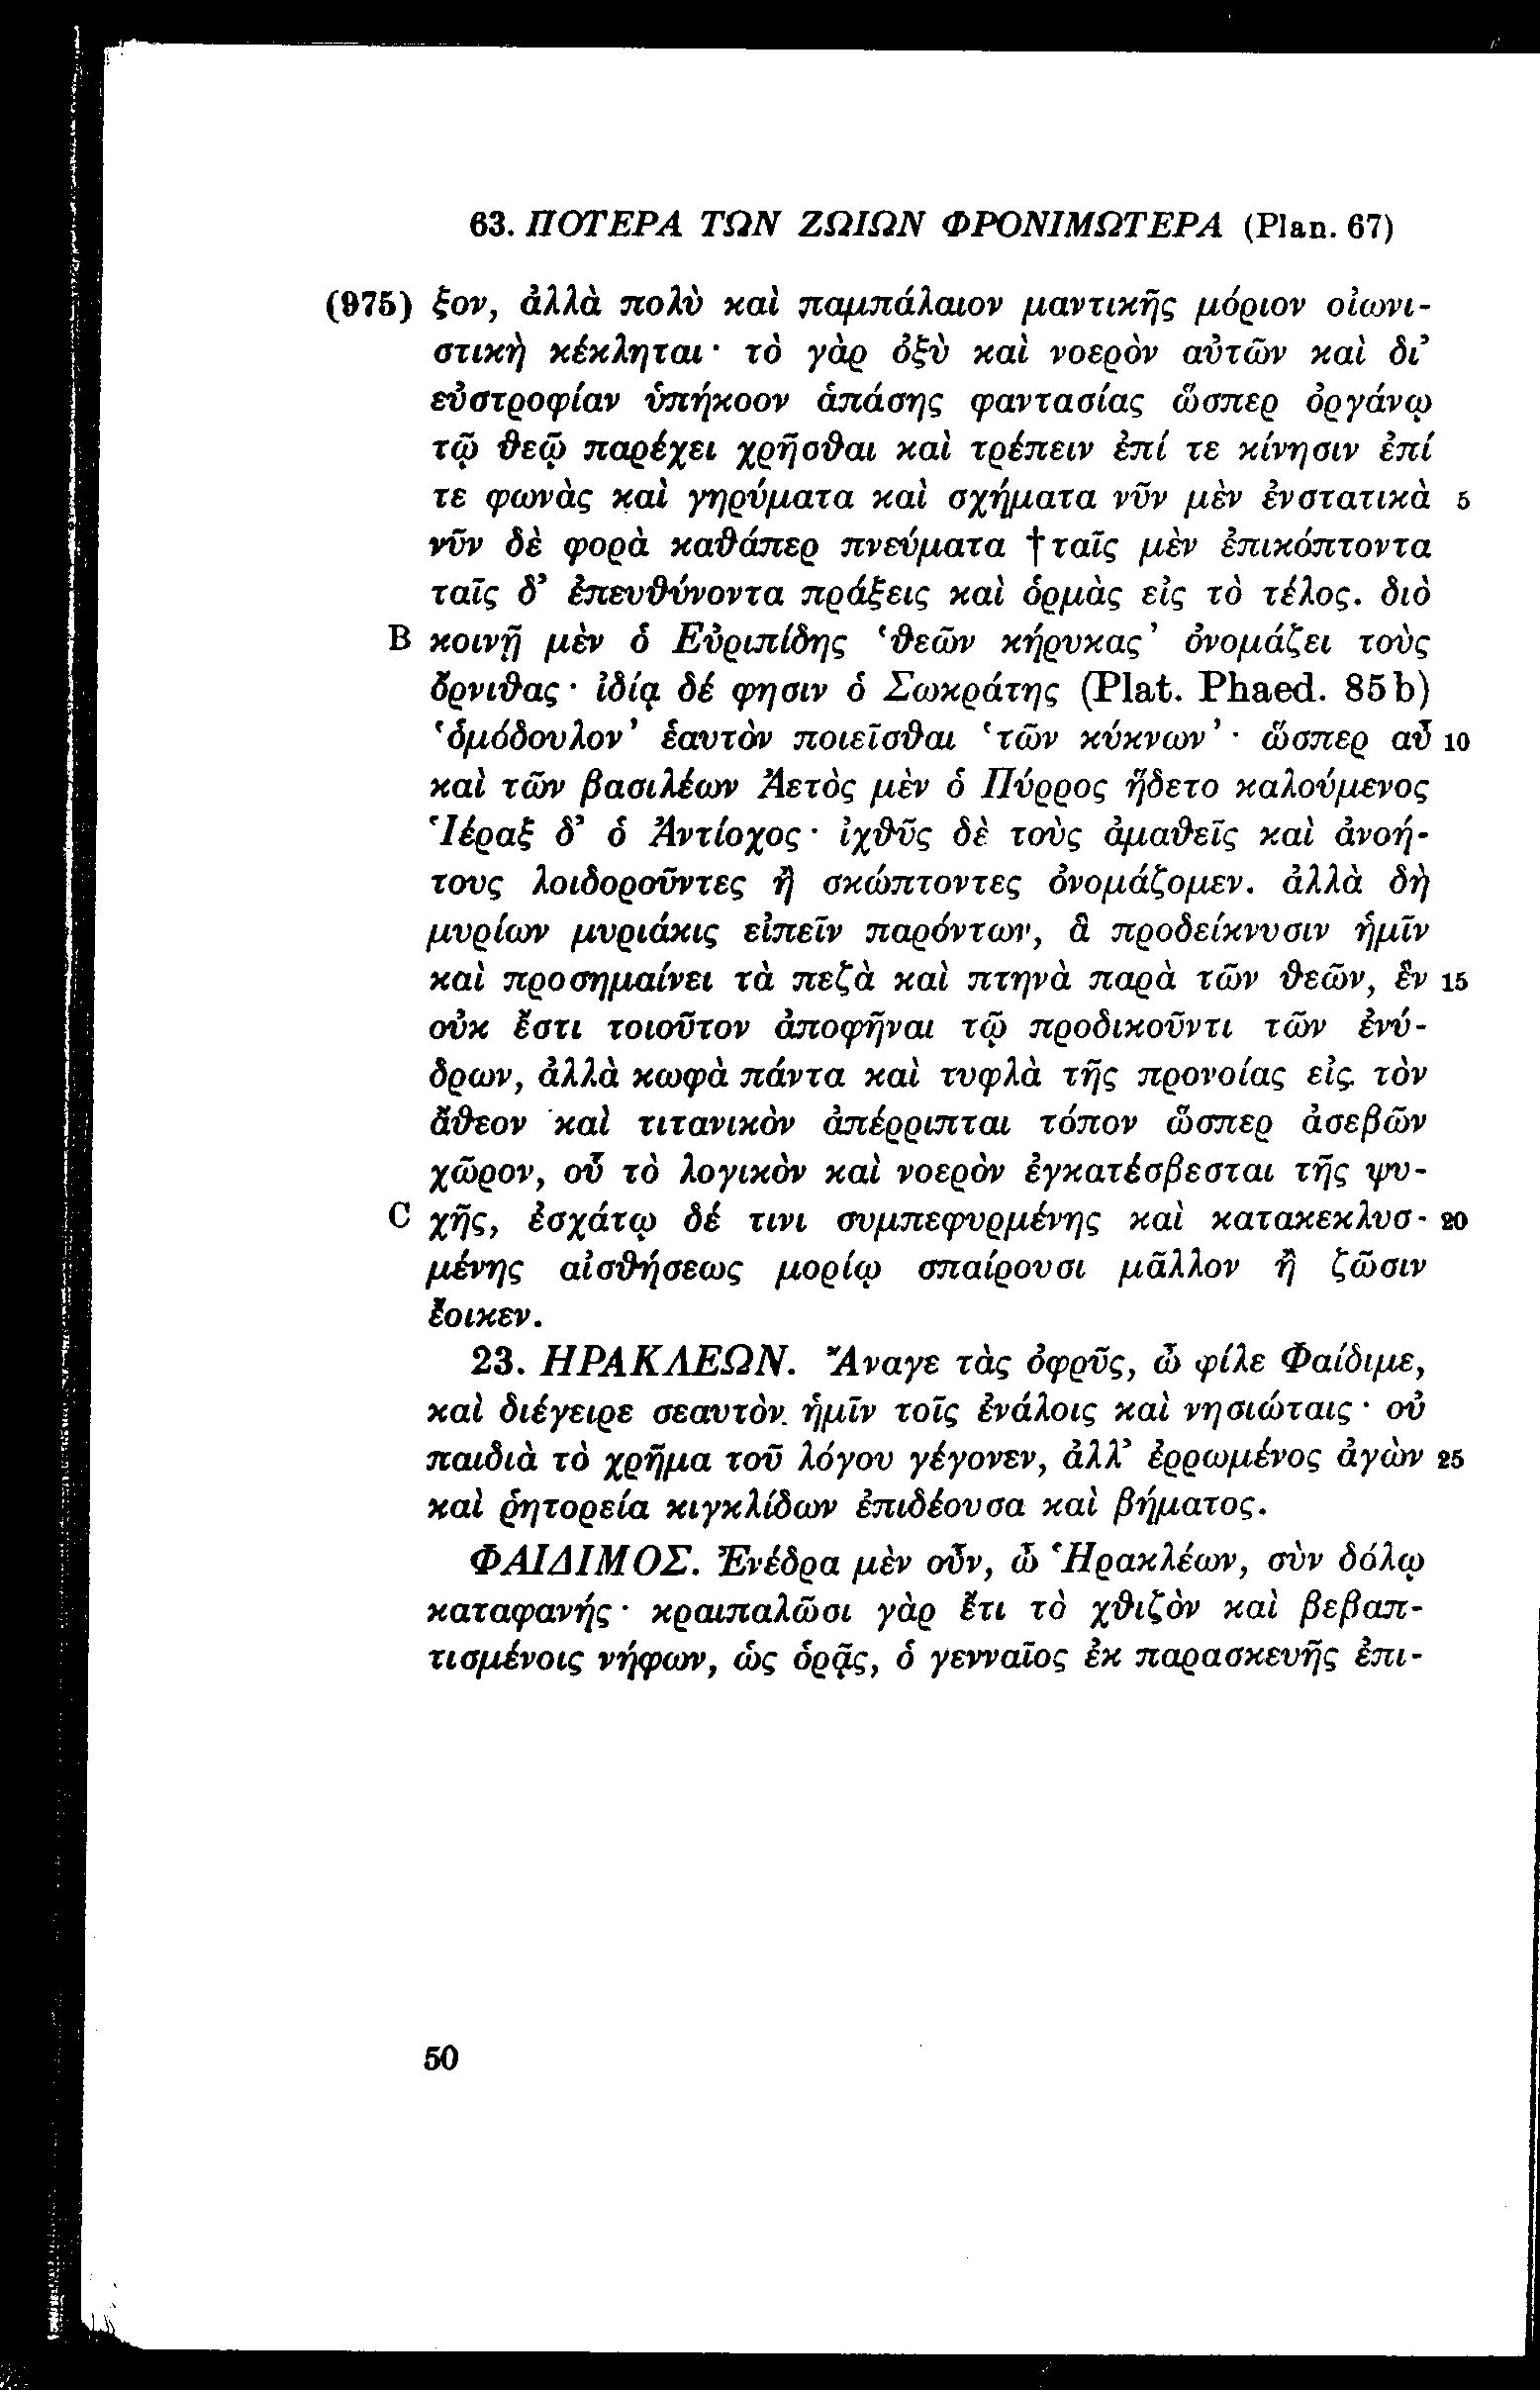 63. ΠΟΤΕΡΑ ΤΩΝ ΖΩΙΩΝ ΦΡΟΝΙΜΩΤΕΡΑ (Plan. 67)
(975) ξον, ἀλλὰ πολὺ καὶ παμπάλαιον μαντικῆς μόριον οἰωνι-
στικὴ κέκληται· τὸ γὰρ ὀξὺ καὶ νοερὸν αὐτῶν καὶ δι’
εὐστροφίαν ὑπήκοον ἁπάσης φαντασίας ὥσπερ ὀργάνῳ
τῷ θεῷ παρέχει χρῆσθαι καὶ τρέπειν ἐπί τε κίνησιν ἐπί
τε φωνὰς καὶ γηρύματα καὶ σχήματα νῦν μὲν ἐνστατικὰ 5
νῦν δὲ φορὰ καθάπερ πνεύματα †ταῖς μὲν ἐπικόπτοντα
ταῖς δ’ ἐπευθύνοντα πράξεις καὶ ὁρμὰς εἰς τὸ τέλος. διὸ
B κοινῇ μὲν ὁ Εὐριπίδης ‘θεῶν κήρυκας’ ὀνομάζει τοὺς
ὄρνιθας· ἰδίᾳ δέ φησιν ὁ Σωκράτης (Plat. Phaed. 85 b)
‘ὁμόδουλον’ ἑαυτὸν ποιεῖσθαι ‘τῶν κύκνων’· ὥσπερ αὖ 10
καὶ τῶν βασιλέων Ἀετὸς μὲν ὁ Πύρρος ἥδετο καλούμενος
Ἱέραξ δ’ ὁ Ἀντίοχος· ἰχθῦς δὲ τοὺς ἀμαθεῖς καὶ ἀνοή-
τους λοιδοροῦντες ἢ σκώπτοντες ὀνομάζομεν. ἀλλὰ δὴ
μυρίων μυριάκις εἰπεῖν παρόντων, ἃ προδείκνυσιν ἡμῖν
καὶ προσημαίνει τὰ πεζὰ καὶ πτηνὰ παρὰ τῶν θεῶν, ἓν 15
οὐκ ἔστι τοιοῦτον ἀποφῆναι τῷ προδικοῦντι τῶν ἐνύ-
δρων, ἀλλὰ κωφὰ πάντα καὶ τυφλὰ τῆς προνοίας εἰς τὸν
ἄθεον καὶ τιτανικὸν ἀπέρριπται τόπον ὥσπερ ἀσεβῶν
χῶρον, οὗ τὸ λογικὸν καὶ νοερὸν ἐγκατέσβεσται τῆς ψυ-
C χῆς, ἐσχάτῳ δέ τινι συμπεφυρμένης καὶ κατακεκλυσ- 20
μένης αἰσθήσεως μορίῳ σπαίρουσι μᾶλλον ἢ ζῶσιν
ἔοικεν.
23. ΗΡΑΚΛΕΩΝ. Ἄναγε τὰς ὀφρῦς, ὦ φίλε Φαίδιμε,
καὶ διέγειρε σεαυτὸν ἡμῖν τοῖς ἐνάλοις καὶ νησιώταις· οὐ
παιδιὰ τὸ χρῆμα τοῦ λόγου γέγονεν, ἀλλ’ ἐρρωμένος ἀγὼν 25
καὶ ῥητορεία κιγκλίδων ἐπιδέουσα καὶ βήματος.
ΦΑΙΔΙΜΟΣ. Ἐνέδρα μὲν οὖν, ὦ Ἡρακλέων, σὺν δόλῳ
καταφανής· κραιπαλῶσι γὰρ ἔτι τὸ χθιζὸν καὶ βεβαπ-
τισμένοις νήφων, ὡς ὁρᾷς, ὁ γενναῖος ἐκ παρασκευῆς ἐπι-
50